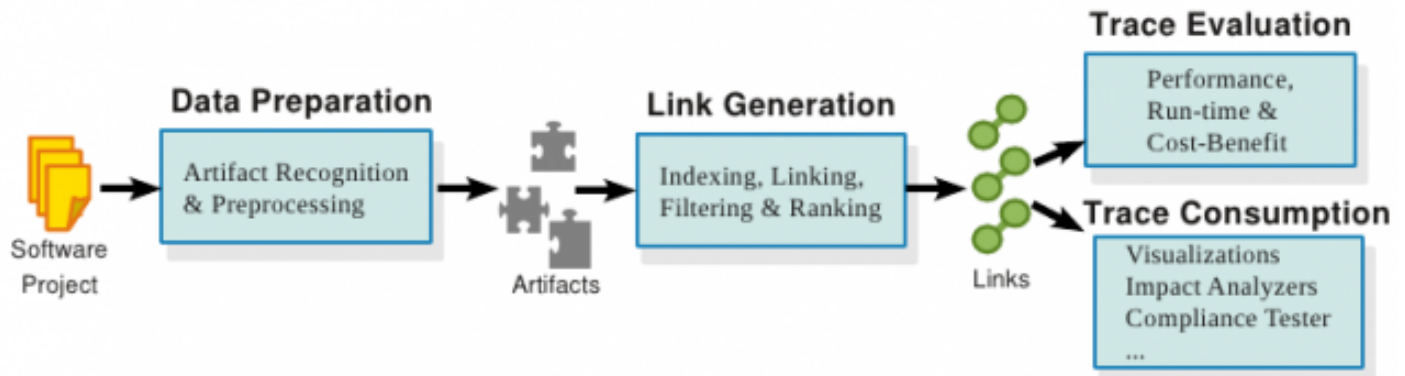 Software
Project
Data Preparation
Artifact Recognition
& Preprocessing
Artifacts
Link Generation
Indexing, Linking,
Filtering & Ranking
Links
Trace Evaluation
Performance,
Run-time &
Cost-Benefit
Trace Consumption
Visualizations
Impact Analyzers
Compliance Tester
...